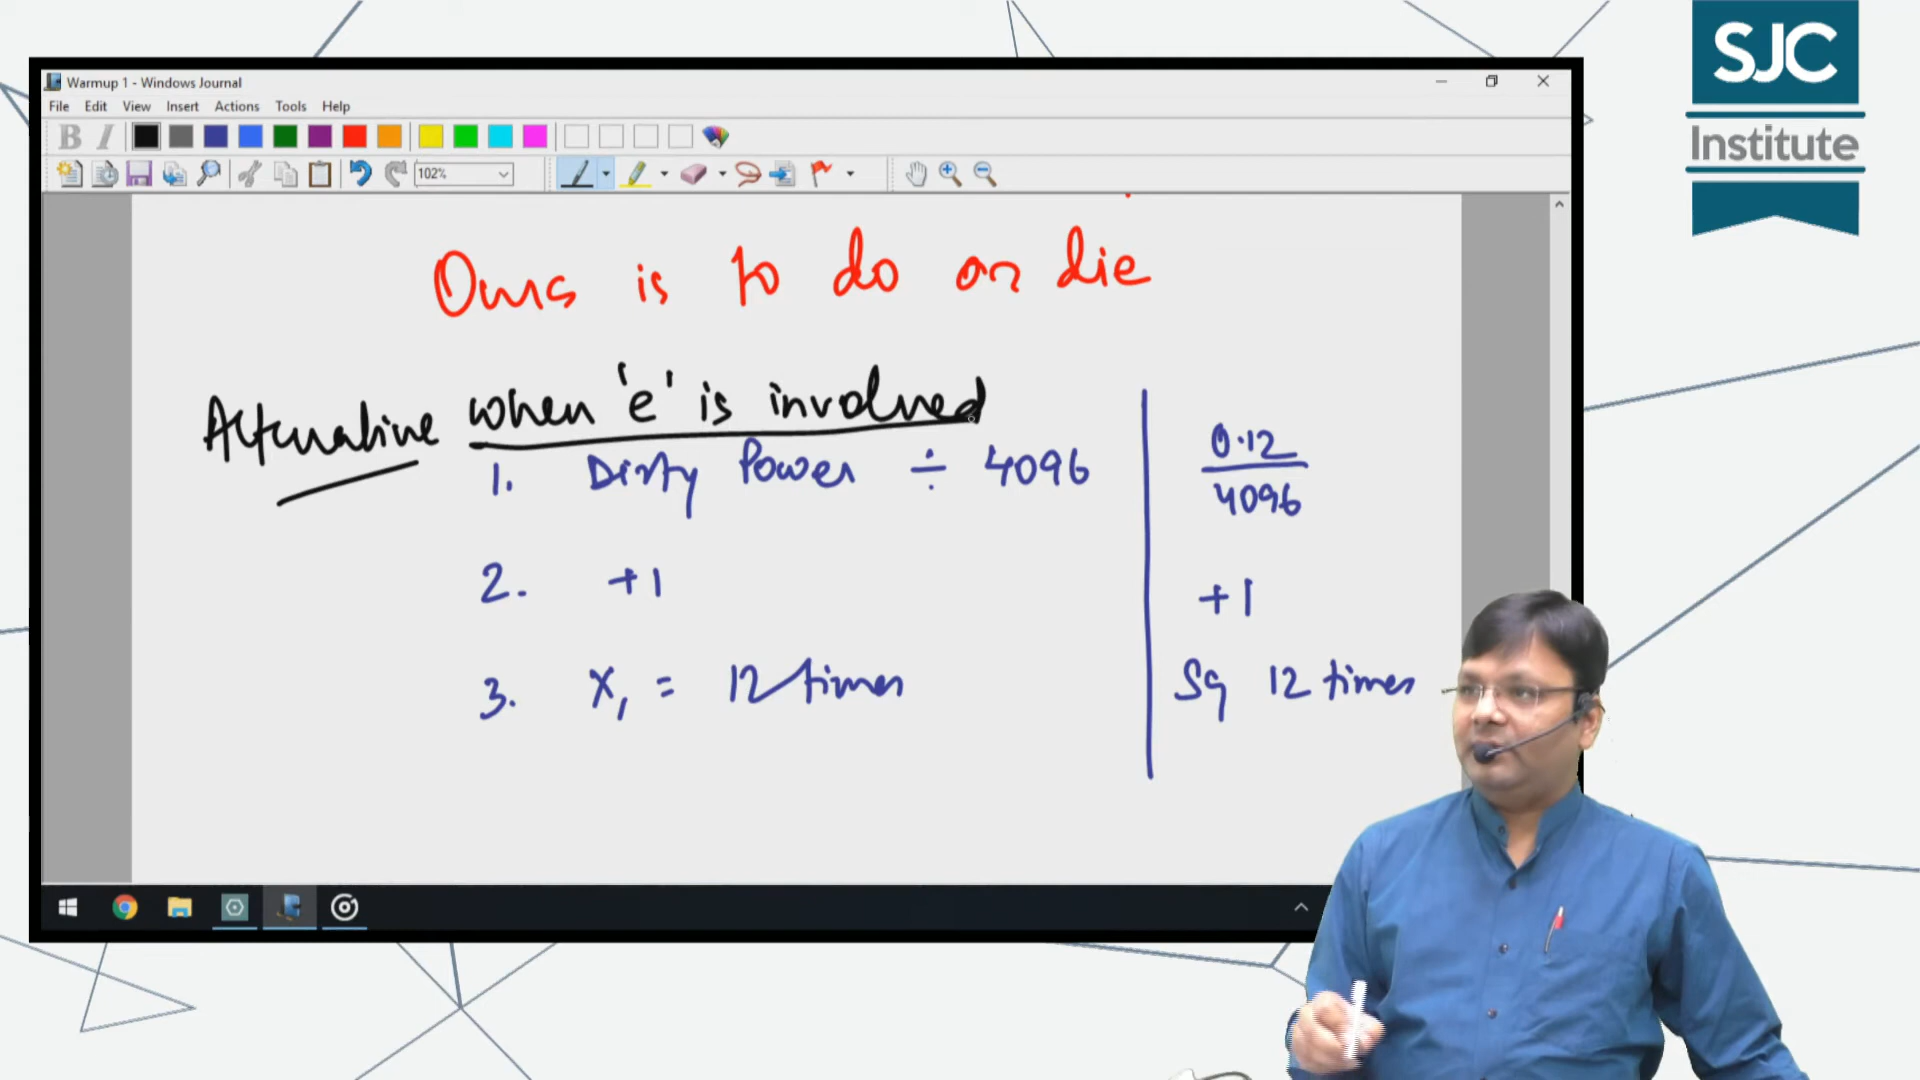 SJC
Institute
Warmup 1 - Windows Journal
File Edit View Insert Actions Tools Help
B I
102%
Ours is to do or die
Alternative when 'e' is involved
1. Dirty Power ÷ 4096
0.12
4096
2. +1
+1
3. X, = 12 times
Sq 12 times